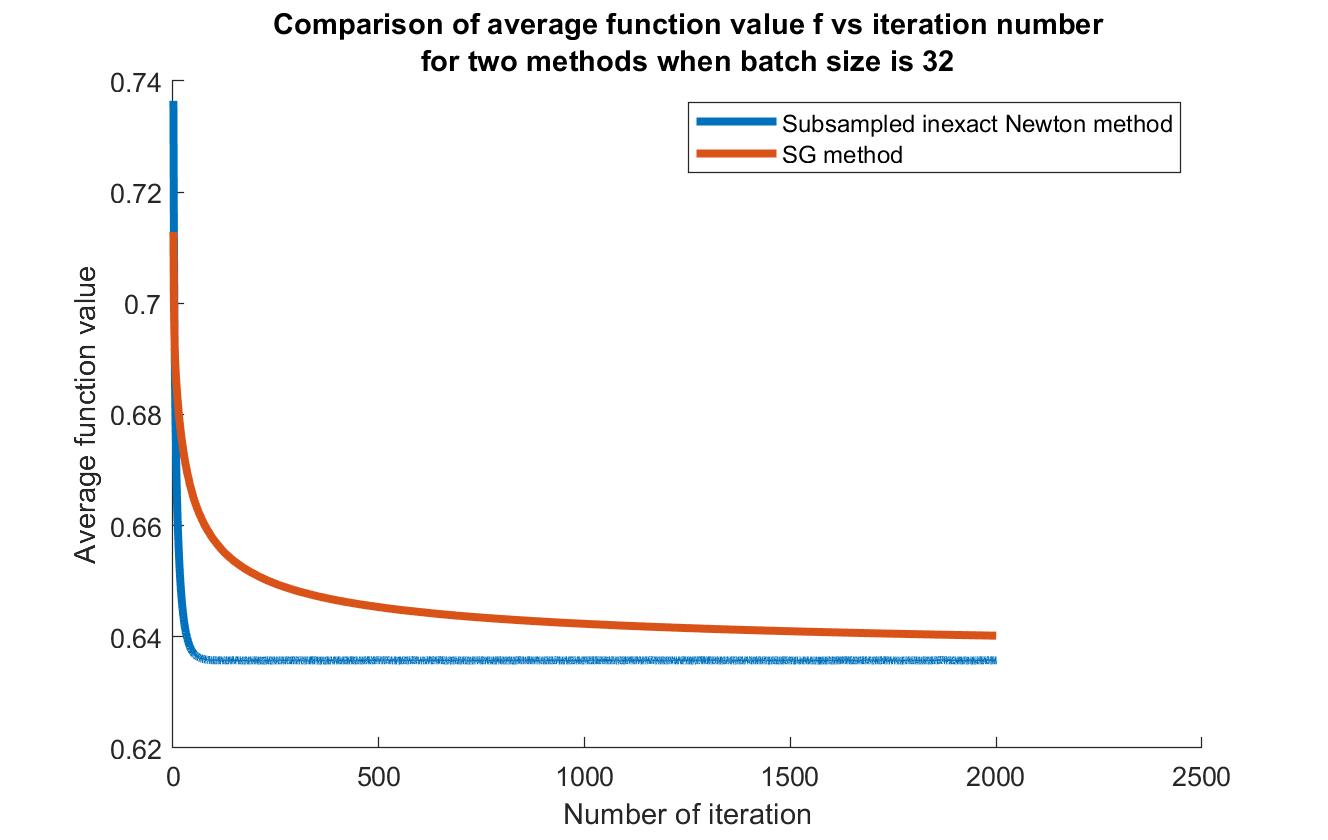 Comparison of average function value f vs iteration number
for two methods when batch size is 32
Subsampled inexact Newton method
SG method
Average function value
0.74
0.72
0.7
0.68
0.66
0.64
0.62
0 500 1000 1500 2000 2500
Number of iteration